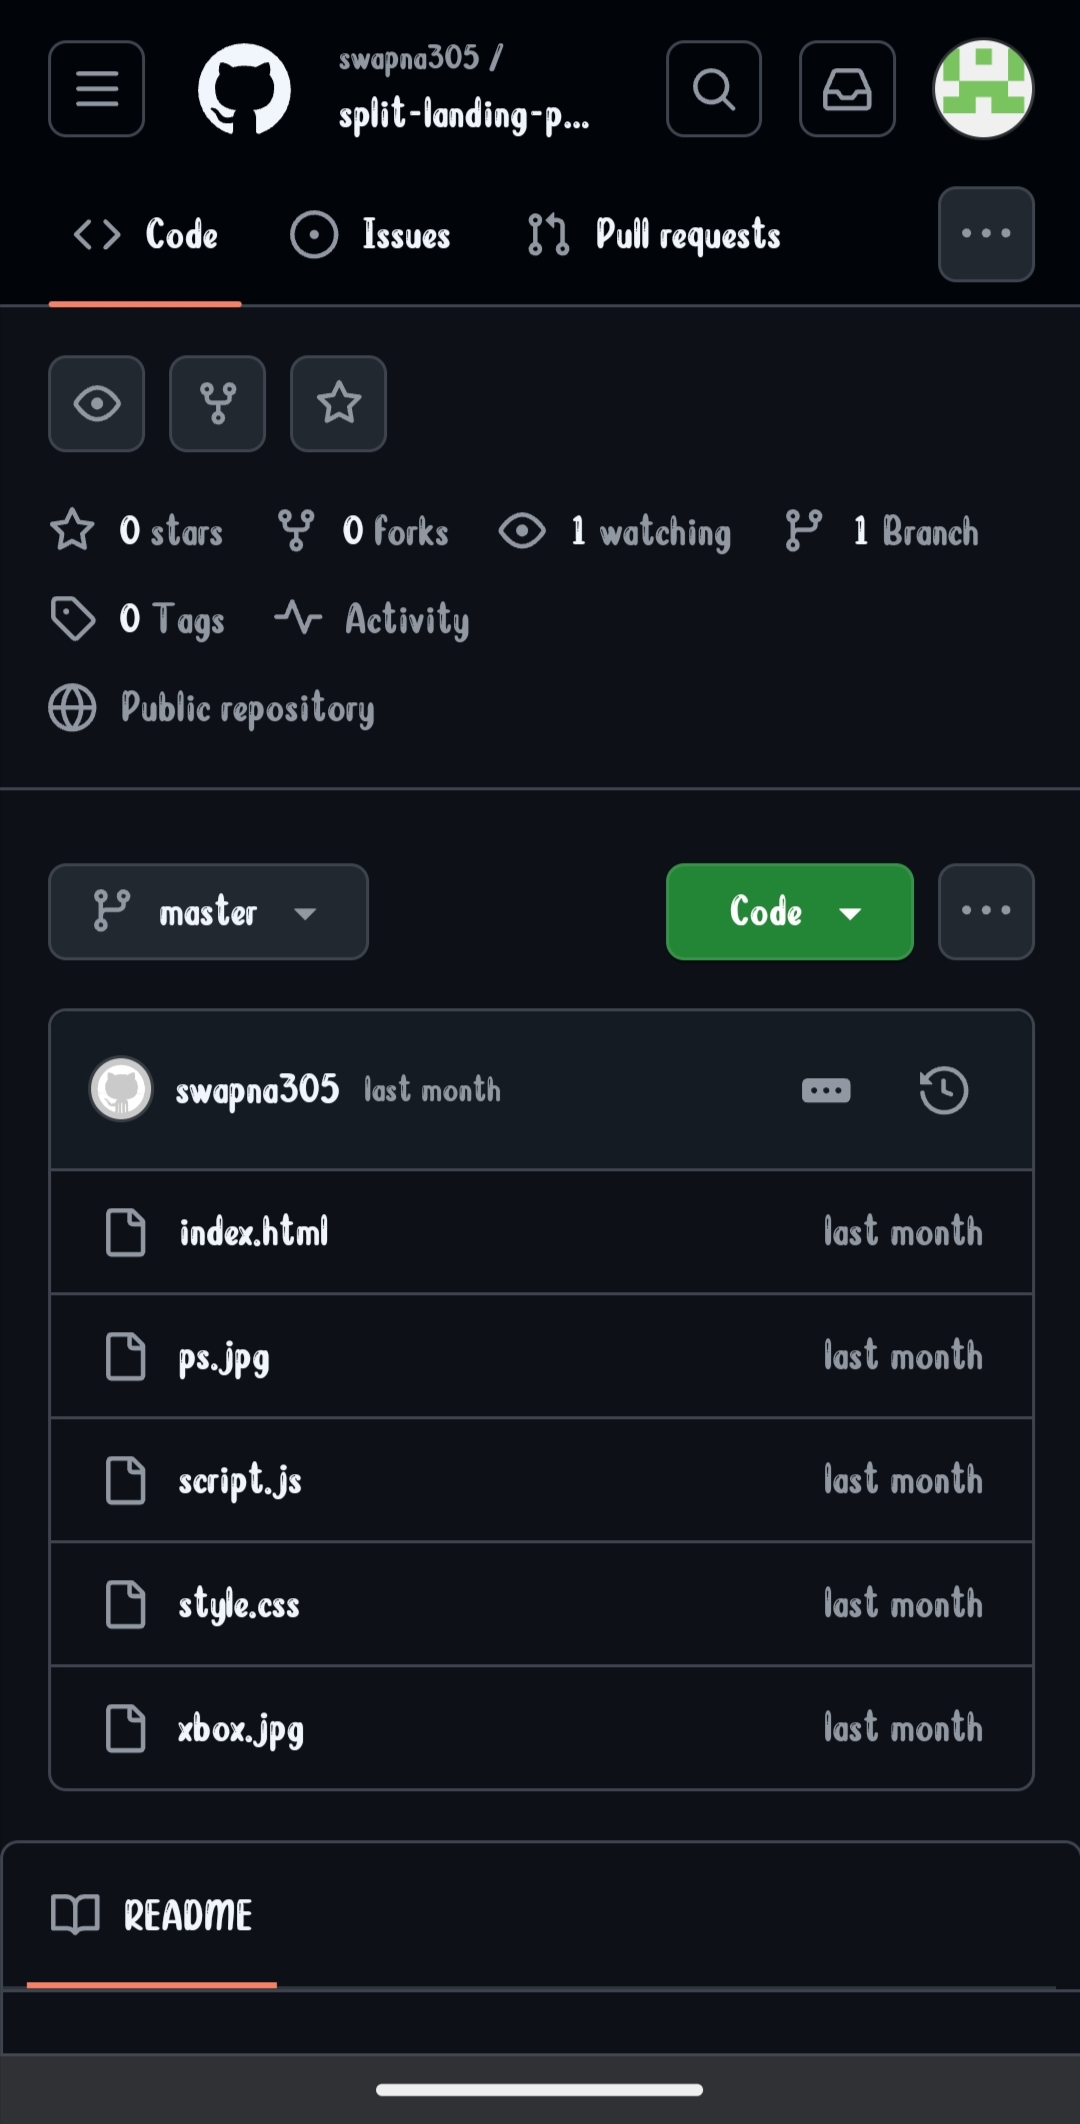 swapna305 /
split-landing-p...
Code Issues Pull requests
0 stars 0 forks 1 watching 1 Branch
0 Tags Activity
Public repository
master Code
swapna305 last month
index.html last month
ps.jpg last month
script.js last month
style.css last month
xbox.jpg last month
README